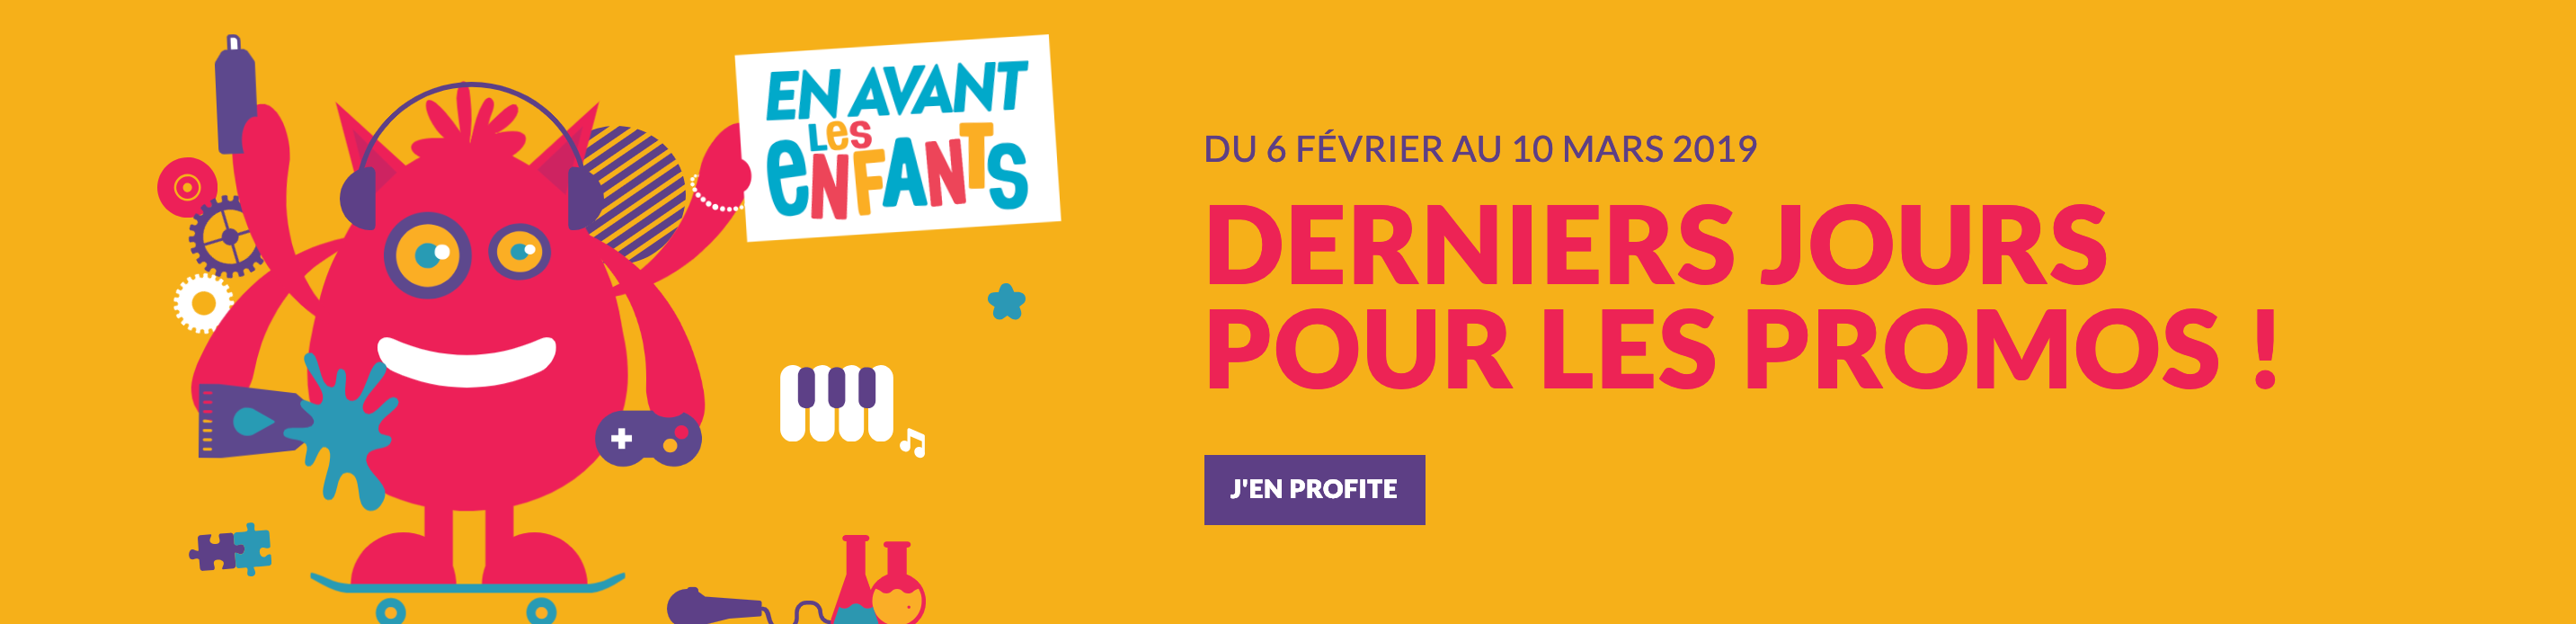 EN AVANT
Les
eNFANTS
DU 6 FÉVRIER AU 10 MARS 2019
DERNIERS JOURS
POUR LES PROMOS !
J'EN PROFITE